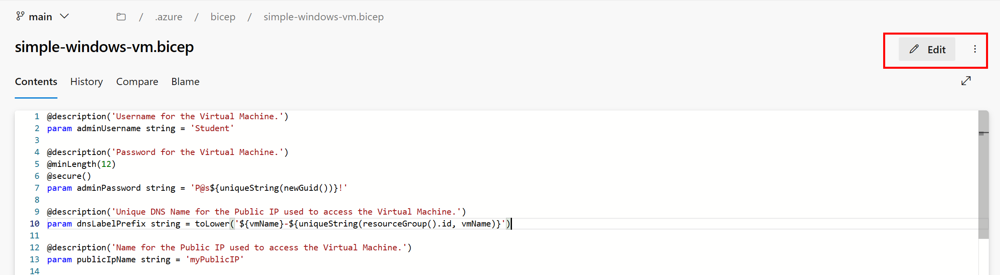 main / .azure / bicep / simple-windows-vm.bicep
simple-windows-vm.bicep
Edit
Contents History Compare Blame
1 @description('Username for the Virtual Machine.')
2 param adminUsername string = 'Student'
3
4 @description('Password for the Virtual Machine.')
5 @minLength(12)
6 @secure()
7 param adminPassword string = 'P@s${uniqueString(newGuid())}!'
8
9 @description('Unique DNS Name for the Public IP used to access the Virtual Machine.')
10 param dnsLabelPrefix string = toLower('${vmName}-${uniqueString(resourceGroup().id, vmName)}')
11
12 @description('Name for the Public IP used to access the Virtual Machine.')
13 param publicIpName string = 'myPublicIP'
14